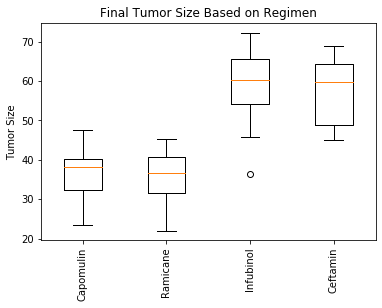 Final Tumor Size Based on Regimen
Tumor Size
70
60
50
40
30
20
Capomulin
Ramicane
Infubinol
Ceftamin